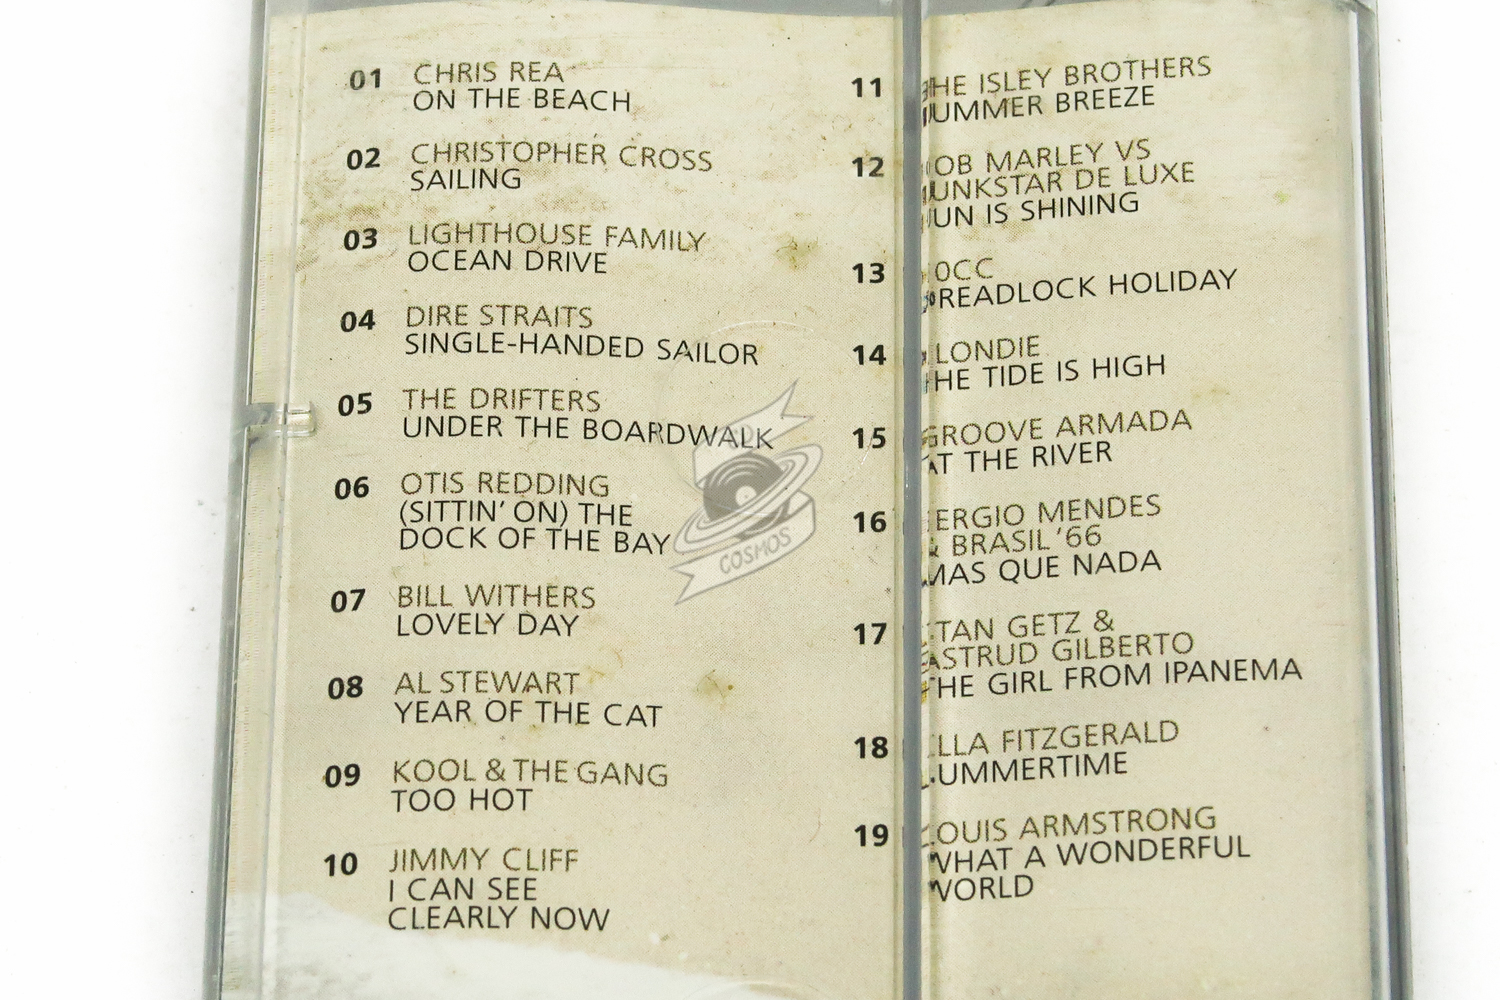 01 CHRIS REA
ON THE BEACH
02 CHRISTOPHER CROSS
SAILING
03 LIGHTHOUSE FAMILY
OCEAN DRIVE
04 DIRE STRAITS
SINGLE-HANDED SAILOR
05 THE DRIFTERS
UNDER THE BOARDWALK
06 OTIS REDDING
(SITTIN' ON) THE
DOCK OF THE BAY
07 BILL WITHERS
LOVELY DAY
08 AL STEWART
YEAR OF THE CAT
09 KOOL & THE GANG
TOO HOT
10 JIMMY CLIFF
I CAN SEE
CLEARLY NOW
11 HE ISLEY BROTHERS
UMMER BREEZE
12 OB MARLEY VS
UNKSTAR DE LUXE
UN IS SHINING
13 0CC
READLOCK HOLIDAY
14 LONDIE
HE TIDE IS HIGH
15 GROOVE ARMADA
AT THE RIVER
16 ERGIO MENDES
& BRASIL '66
MAS QUE NADA
17 TAN GETZ &
ASTRUD GILBERTO
THE GIRL FROM IPANEMA
18 LLA FITZGERALD
UMMERTIME
19 LOUIS ARMSTRONG
WHAT A WONDERFUL
WORLD
CD
COSMOS